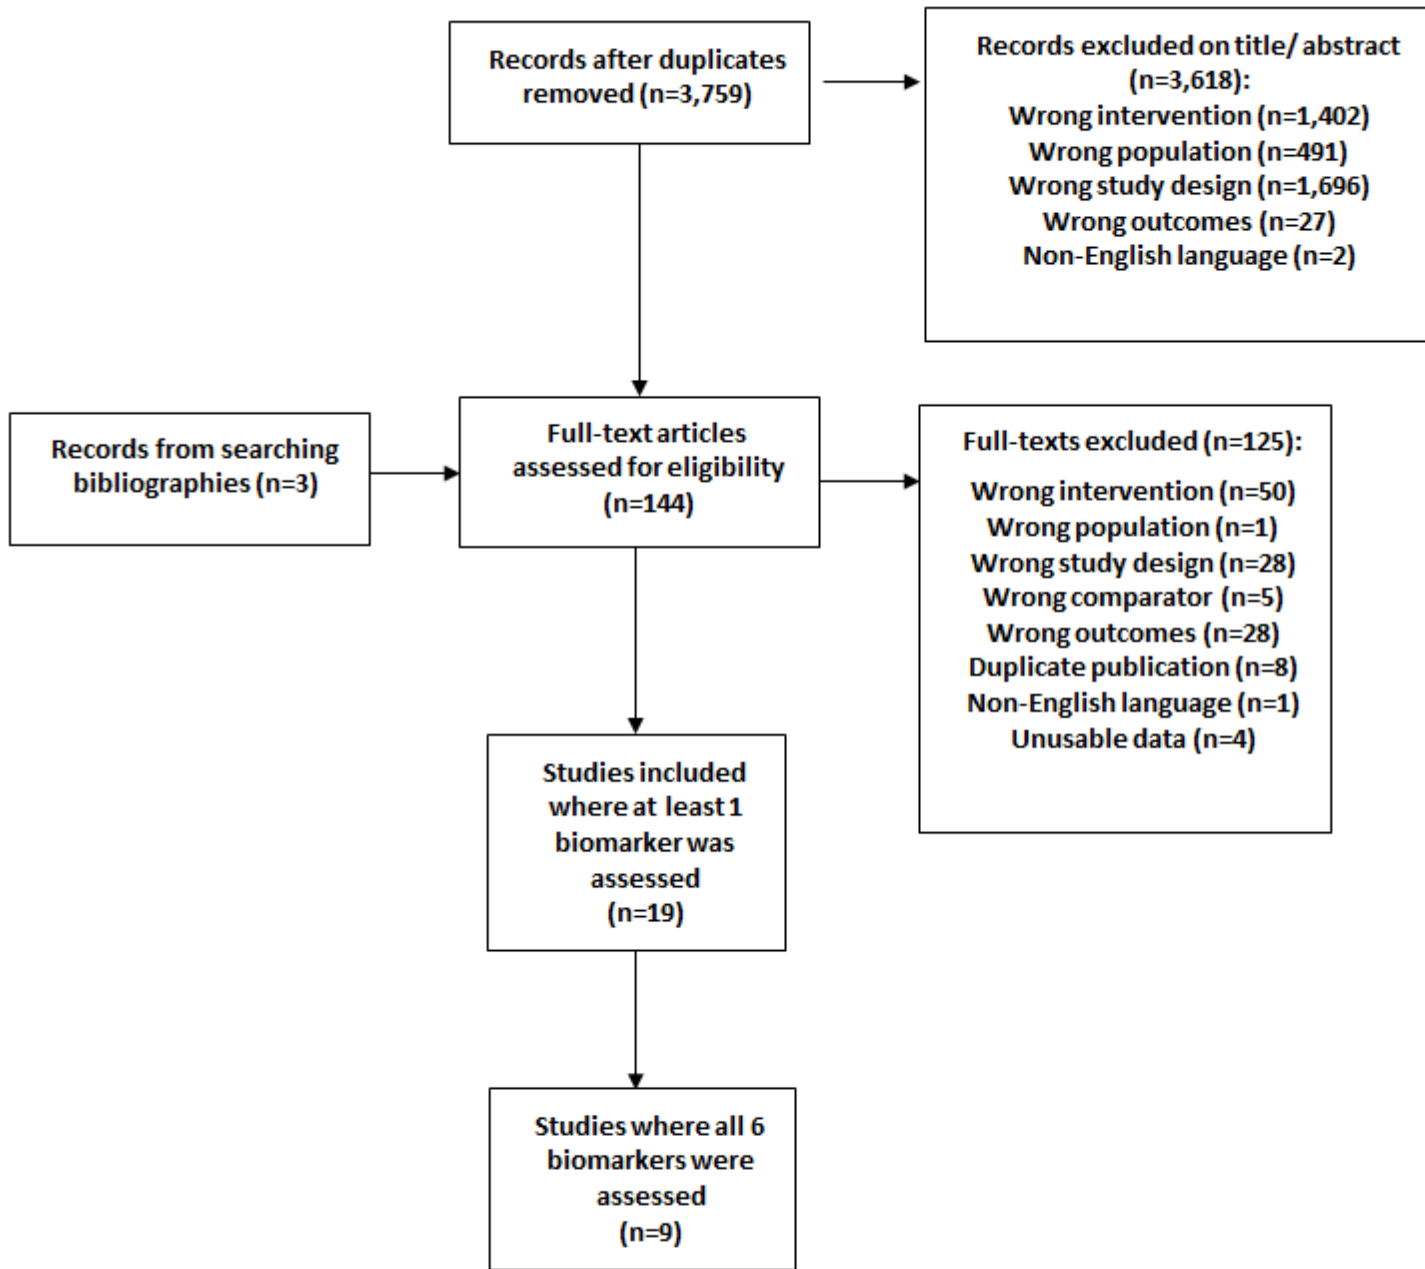 Records after duplicates
removed (n=3,759)
Records excluded on title/ abstract
(n=3,618):
Wrong intervention (n=1,402)
Wrong population (n=491)
Wrong study design (n=1,696)
Wrong outcomes (n=27)
Non-English language (n=2)
Records from searching
bibliographies (n=3)
Full-text articles
assessed for eligibility
(n=144)
Full-texts excluded (n=125):
Wrong intervention (n=50)
Wrong population (n=1)
Wrong study design (n=28)
Wrong comparator (n=5)
Wrong outcomes (n=28)
Duplicate publication (n=8)
Non-English language (n=1)
Unusable data (n=4)
Studies included
where at least 1
biomarker was
assessed
(n=19)
Studies where all 6
biomarkers were
assessed
(n=9)